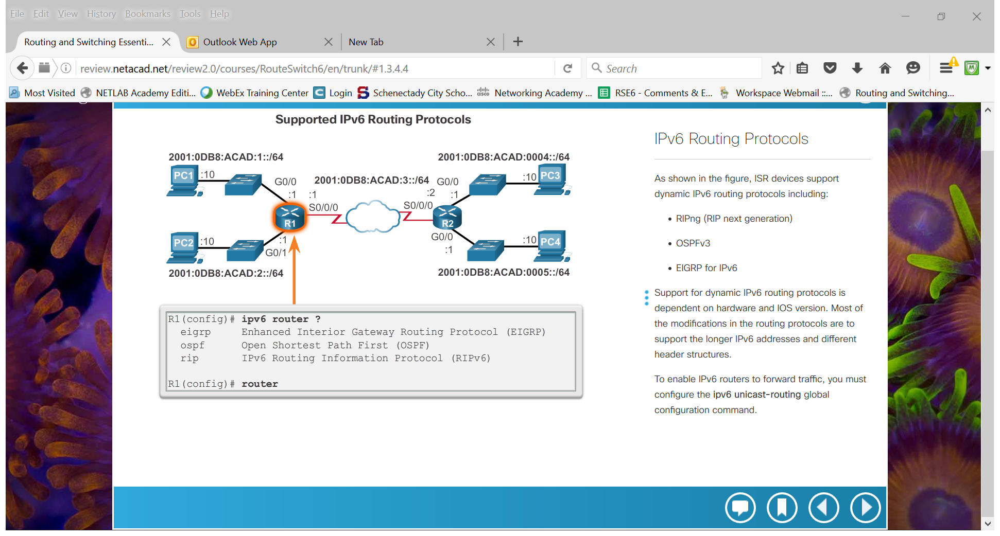 File Edit View History Bookmarks Tools Help
Routing and Switching Essenti... Outlook Web App New Tab
review.netacad.net/review2.0/courses/RouteSwitch6/en/trunk/#1.3.4.4 Search
Most Visited NETLAB Academy Editi... WebEx Training Center Login Schenectady City Scho... Networking Academy ... RSE6 - Comments & E... Workspace Webmail ::... Routing and Switching...
Supported IPv6 Routing Protocols
2001:0DB8:ACAD:1::/64 2001:0DB8:ACAD:0004::/64
PC1 :10 :10 PC3
G0/0 2001:0DB8:ACAD:3::/64 G0/0
:1 :1 :2 :1
S0/0/0 S0/0/0
R1 R2
PC2 :10 :1 G0/0 :10 PC4
G0/1 :1
2001:0DB8:ACAD:2::/64 2001:0DB8:ACAD:0005::/64
R1(config)# ipv6 router ?
eigrp Enhanced Interior Gateway Routing Protocol (EIGRP)
ospf Open Shortest Path First (OSPF)
rip IPv6 Routing Information Protocol (RIPv6)
R1(config)# router
IPv6 Routing Protocols
As shown in the figure, ISR devices support
dynamic IPv6 routing protocols including:
• RIPng (RIP next generation)
• OSPFv3
• EIGRP for IPv6
Support for dynamic IPv6 routing protocols is
dependent on hardware and IOS version. Most of
the modifications in the routing protocols are to
support the longer IPv6 addresses and different
header structures.
To enable IPv6 routers to forward traffic, you must
configure the ipv6 unicast-routing global
configuration command.